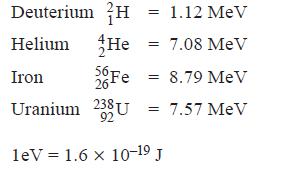 Deuterium ²₁H = 1.12 MeV
Helium ⁴₂He = 7.08 MeV
Iron ⁵⁶₂₆Fe = 8.79 MeV
Uranium ²³⁸₉₂U = 7.57 MeV
1eV = 1.6 × 10⁻¹⁹ J